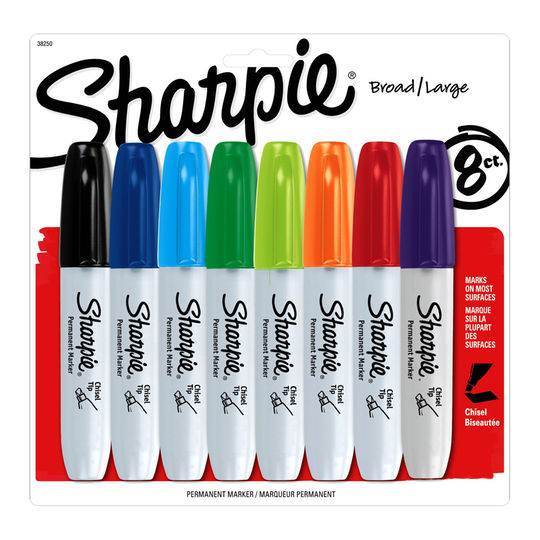 38250
Sharpie®
Broad/Large
8ct.
Sharpie®
Permanent Marker
Chisel
Tip
Sharpie®
Permanent Marker
Chisel
Tip
Sharpie®
Permanent Marker
Chisel
Tip
Sharpie®
Permanent Marker
Chisel
Tip
Sharpie®
Permanent Marker
Chisel
Tip
Sharpie®
Permanent Marker
Chisel
Tip
Sharpie®
Permanent Marker
Chisel
Tip
Sharpie®
Permanent Marker
Chisel
Tip
MARKS
ON MOST
SURFACES
MARQUE
SUR LA
PLUPART
DES
SURFACES
Chisel
Biseautée
PERMANENT MARKER / MARQUEUR PERMANENT